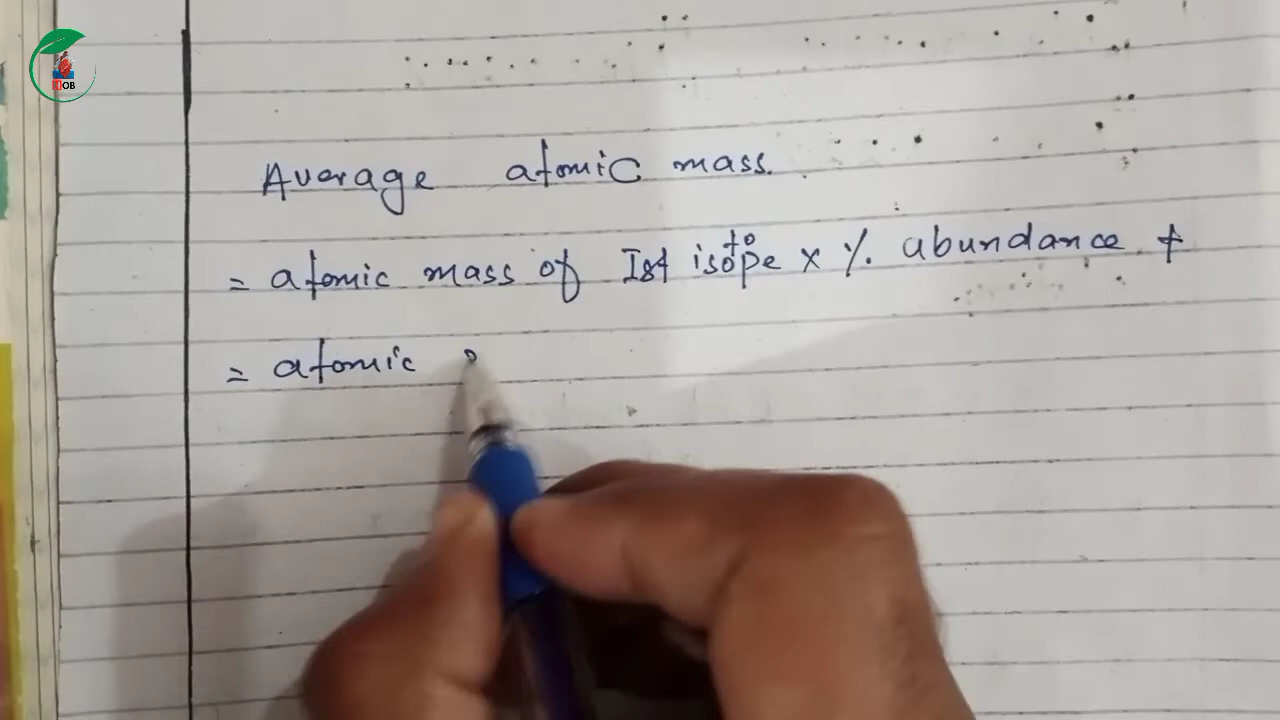 Average atomic mass.
= atomic mass of Ist isotope x % abundance +
= atomic